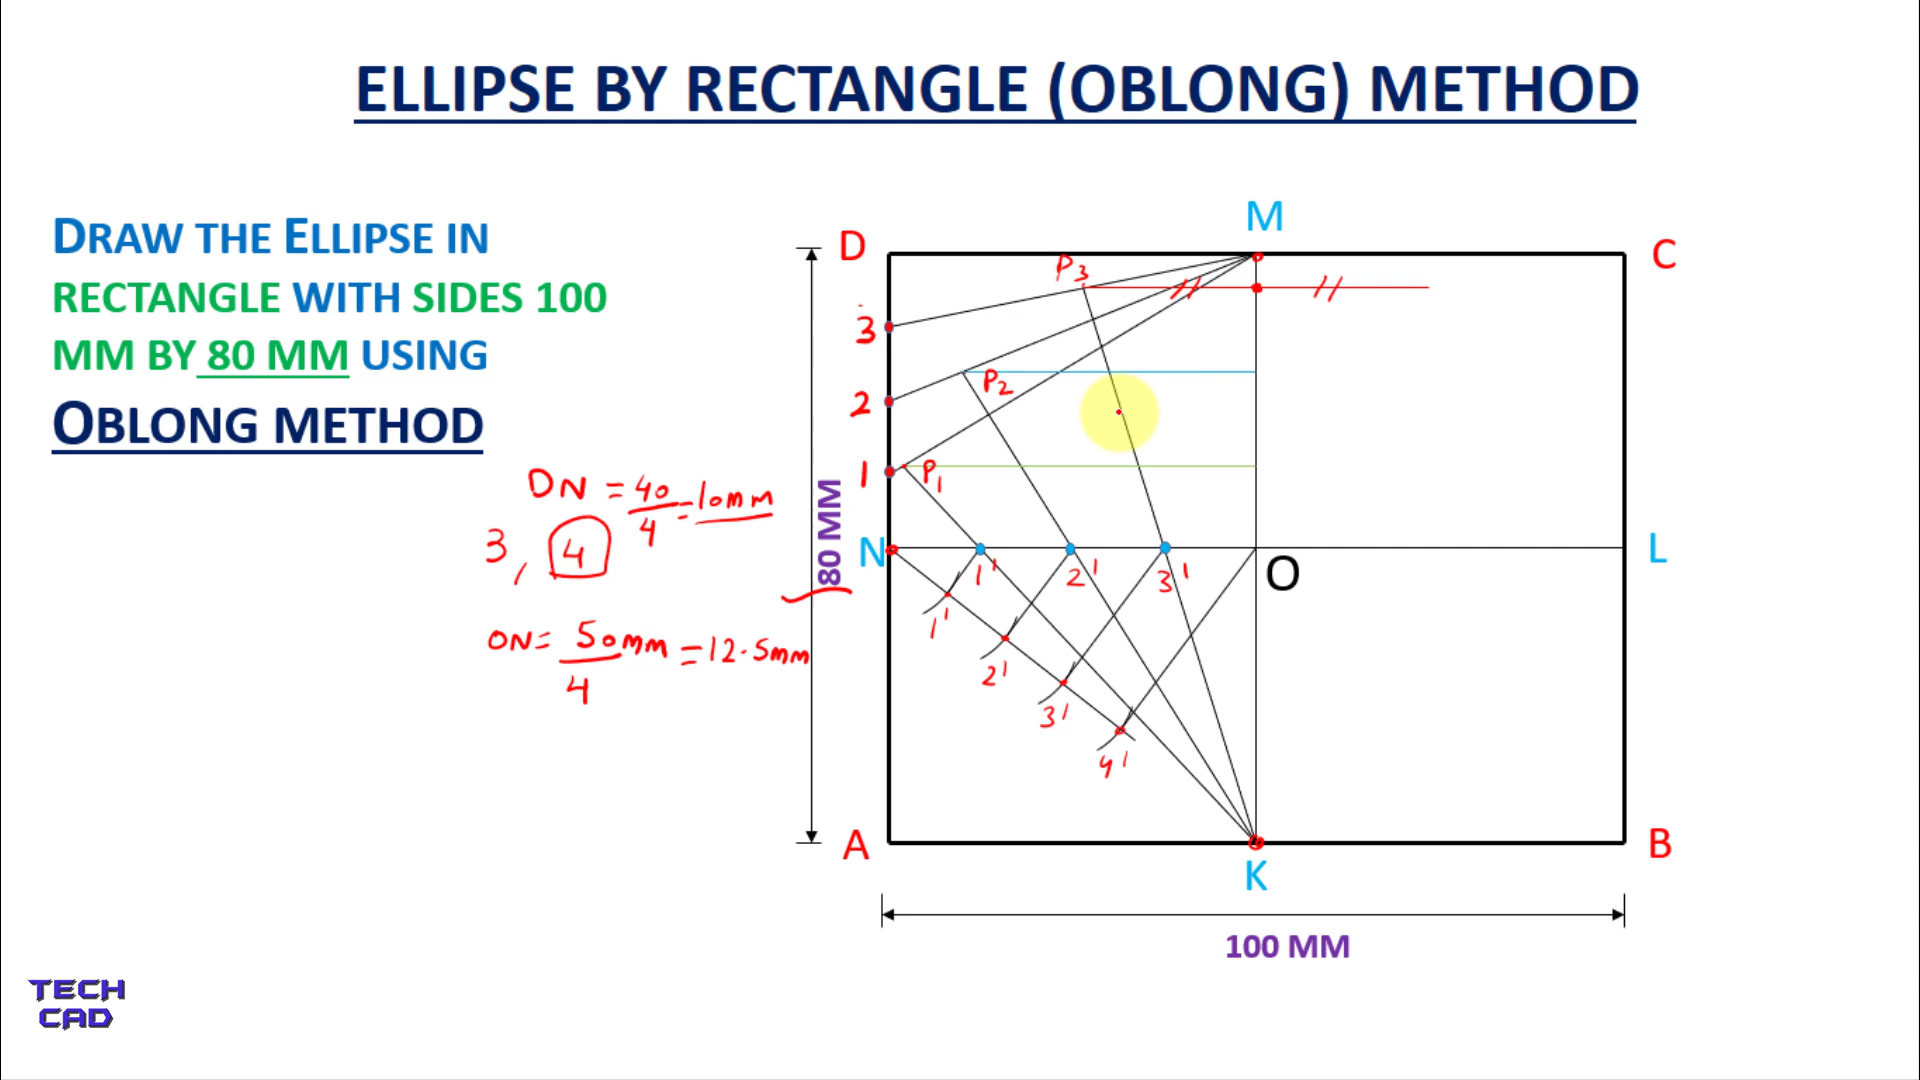 ELLIPSE BY RECTANGLE (OBLONG) METHOD
DRAW THE ELLIPSE IN
RECTANGLE WITH SIDES 100
MM BY 80 MM USING
OBLONG METHOD
DN = 40/4 = 10mm
3, 4
ON = 50mm/4 = 12.5mm
M
D
C
P3
3
P2
2
1
P1
80 MM
N
1'
2'
3'
O
L
1'
2'
3'
4'
A
B
K
100 MM
TECH
CAD